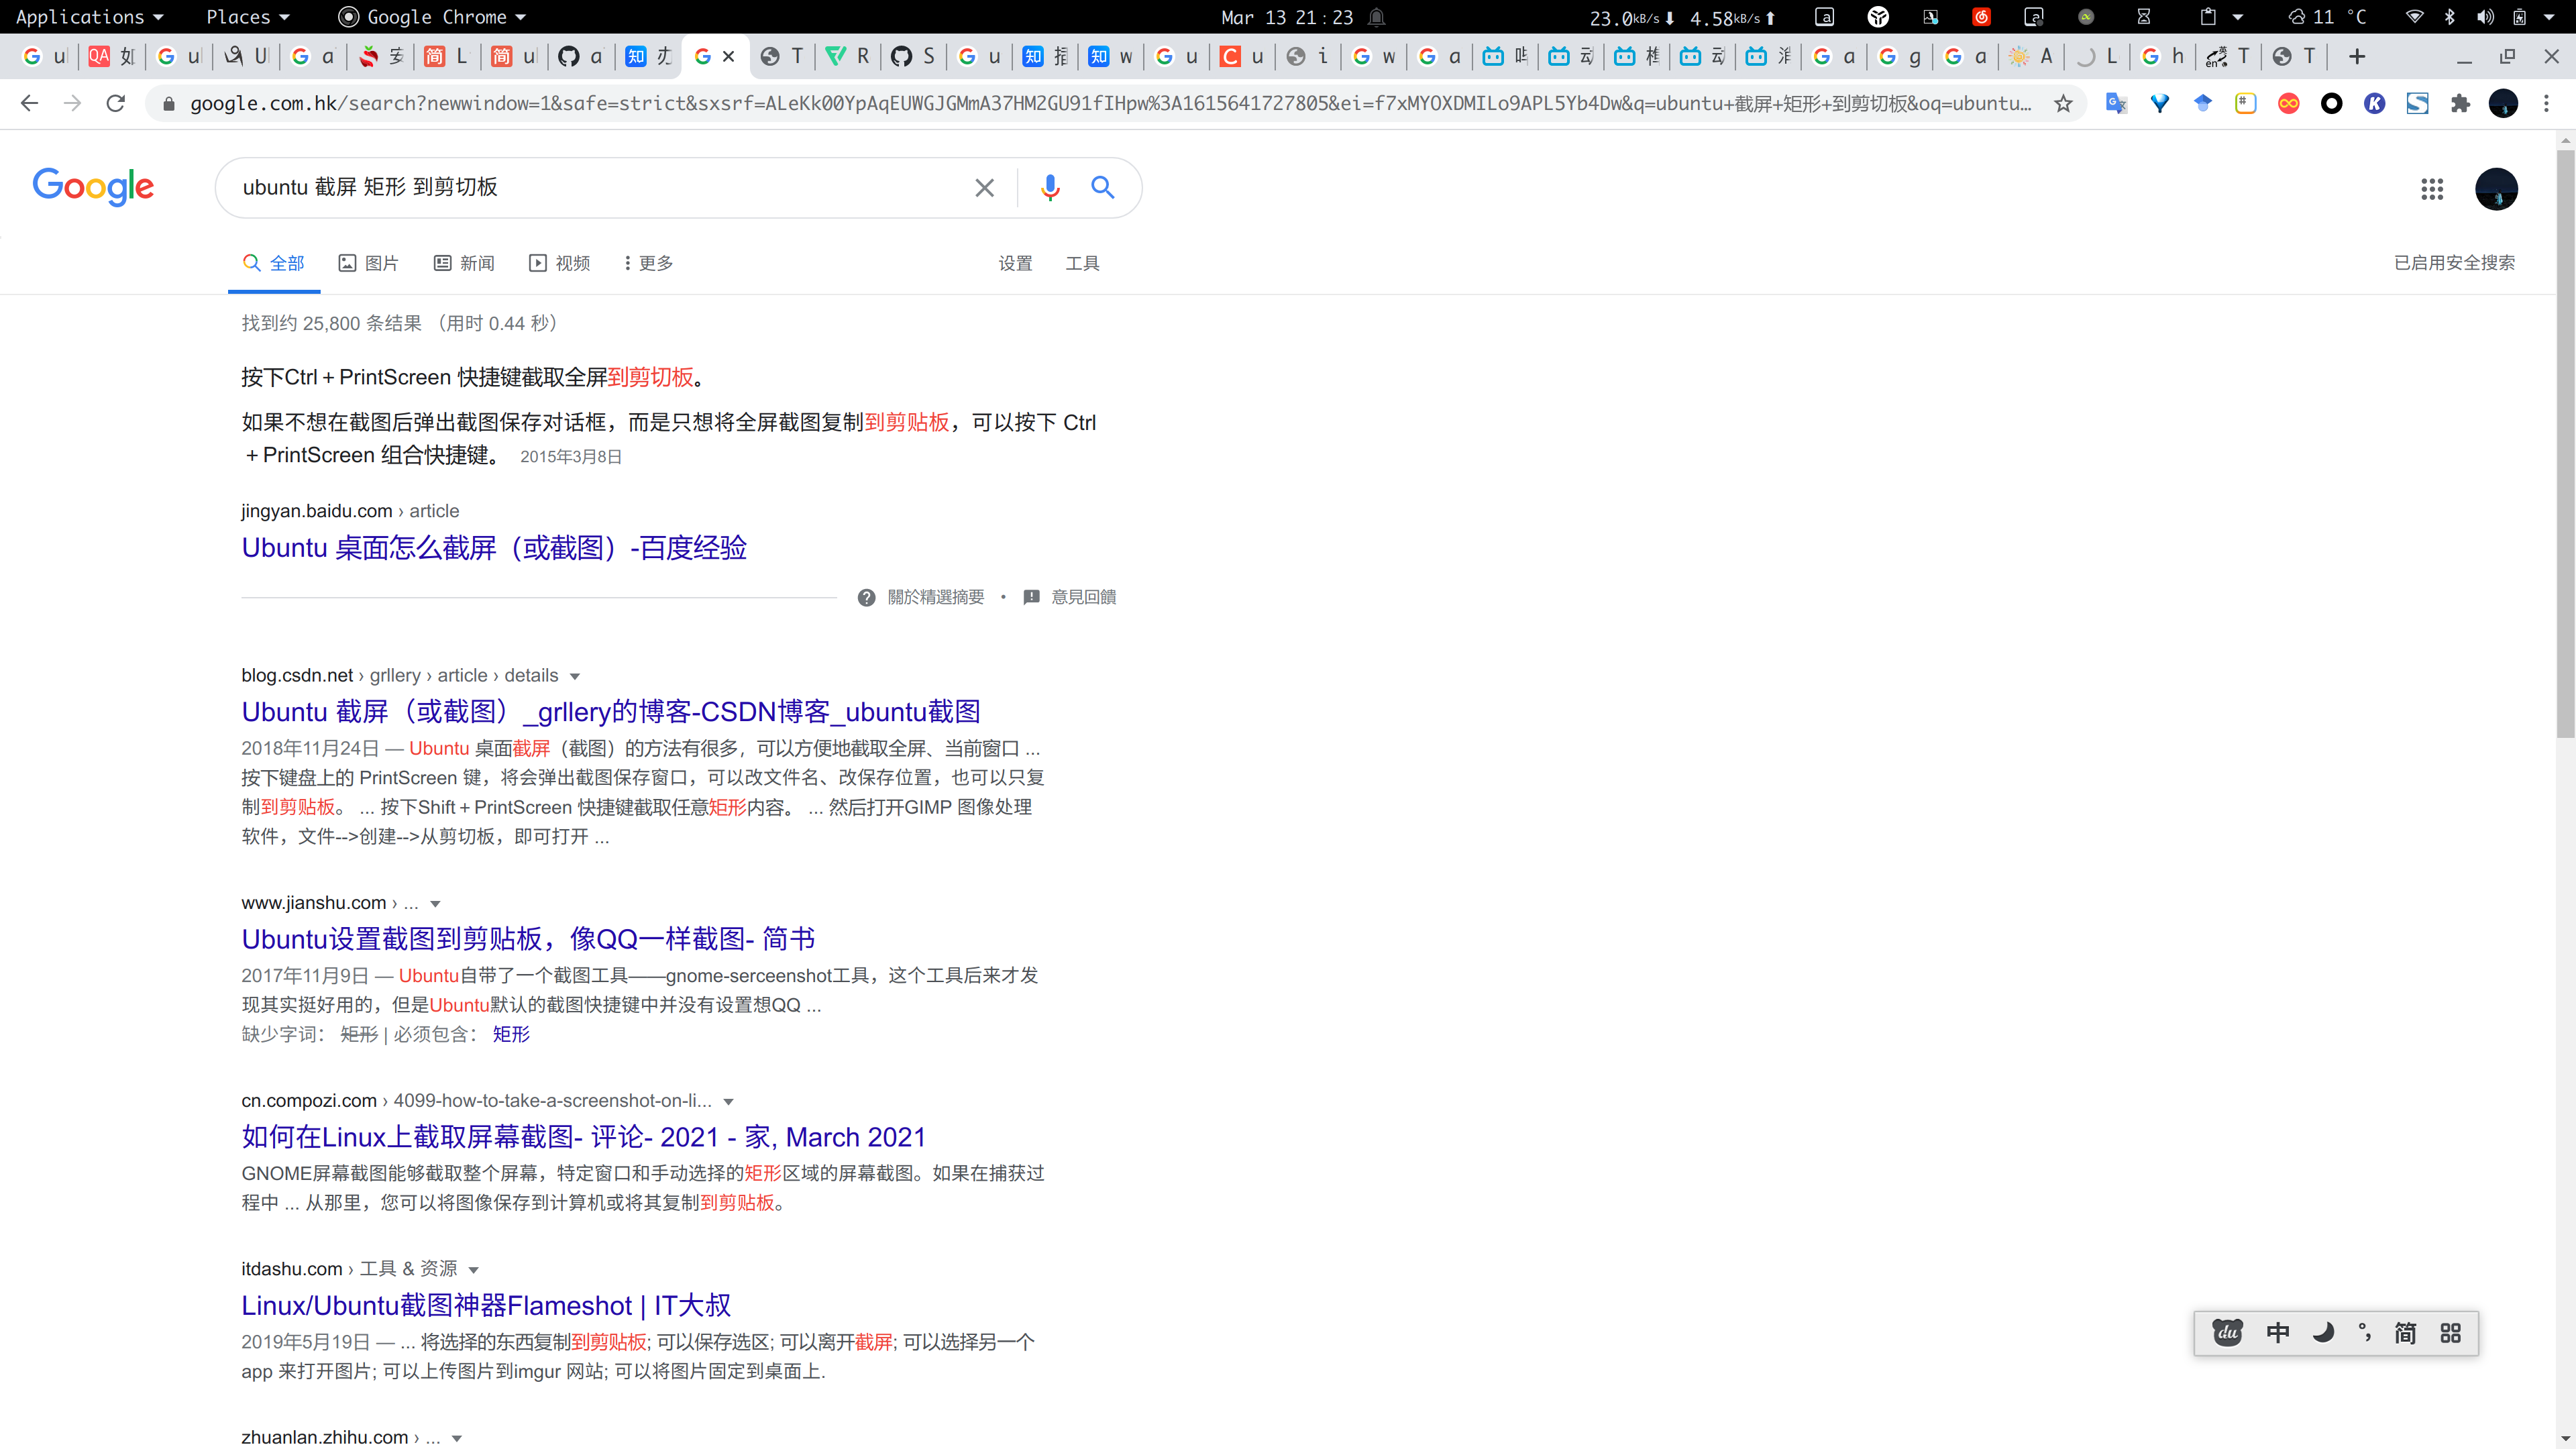 Applications Places Google Chrome Mar 13 21:23 23.0kB/s 4.58kB/s 11 °C
google.com.hk/search?newwindow=1&safe=strict&sxsrf=ALeKk00YpAqEUWGJGMmA37HM2GU91fIHpw%3A1615641727805&ei=f7xMYOXDMILo9APL5Yb4Dw&q=ubuntu+截屏+矩形+到剪切板&oq=ubuntu...
Google
ubuntu 截屏 矩形 到剪切板
全部 图片 新闻 视频 更多 设置 工具 已启用安全搜索
找到约 25,800 条结果 （用时 0.44 秒）
按下Ctrl＋PrintScreen 快捷键截取全屏到剪切板。
如果不想在截图后弹出截图保存对话框，而是只想将全屏截图复制到剪贴板，可以按下 Ctrl
＋PrintScreen 组合快捷键。 2015年3月8日
jingyan.baidu.com › article
Ubuntu 桌面怎么截屏（或截图）-百度经验
關於精選摘要 • 意見回饋
blog.csdn.net › grllery › article › details
Ubuntu 截屏（或截图）_grllery的博客-CSDN博客_ubuntu截图
2018年11月24日 — Ubuntu 桌面截屏（截图）的方法有很多，可以方便地截取全屏、当前窗口 ...
按下键盘上的 PrintScreen 键，将会弹出截图保存窗口，可以改文件名、改保存位置，也可以只复
制到剪贴板。 ... 按下Shift＋PrintScreen 快捷键截取任意矩形内容。 ... 然后打开GIMP 图像处理
软件，文件-->创建-->从剪切板，即可打开 ...
www.jianshu.com › ...
Ubuntu设置截图到剪贴板，像QQ一样截图- 简书
2017年11月9日 — Ubuntu自带了一个截图工具——gnome-serceenshot工具，这个工具后来才发
现其实挺好用的，但是Ubuntu默认的截图快捷键中并没有设置想QQ ...
缺少字词： 矩形 | 必须包含： 矩形
cn.compozi.com › 4099-how-to-take-a-screenshot-on-li...
如何在Linux上截取屏幕截图- 评论- 2021 - 家, March 2021
GNOME屏幕截图能够截取整个屏幕，特定窗口和手动选择的矩形区域的屏幕截图。如果在捕获过
程中 ... 从那里，您可以将图像保存到计算机或将其复制到剪贴板。
itdashu.com › 工具 & 资源
Linux/Ubuntu截图神器Flameshot | IT大叔
2019年5月19日 — ... 将选择的东西复制到剪贴板; 可以保存选区; 可以离开截屏; 可以选择另一个
app 来打开图片; 可以上传图片到imgur 网站; 可以将图片固定到桌面上.
du 中 °, 简
zhuanlan.zhihu.com › ...